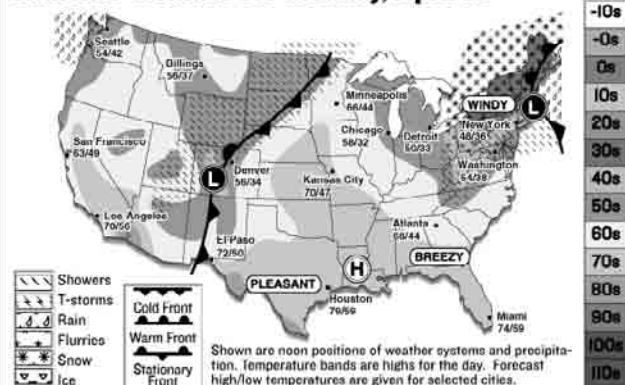 Seattle
54/42
Billings
56/37
Minneapolis
66/44
WINDY
L
New York
48/36
San Francisco
63/49
Chicago
58/32
Detroit
50/33
Washington
54/38
L
Denver
56/34
Kansas City
70/47
Los Angeles
70/56
El Paso
72/50
Atlanta
66/44
BREEZY
H
PLEASANT
Houston
79/59
Miami
74/59
Showers
T-storms
Rain
Flurries
Snow
Ice
Cold Front
Warm Front
Stationary
Front
Shown are noon positions of weather systems and precipita-
tion. Temperature bands are highs for the day. Forecast
high/low temperatures are given for selected cities.
-10s
-0s
0s
10s
20s
30s
40s
50s
60s
70s
80s
90s
100s
110s